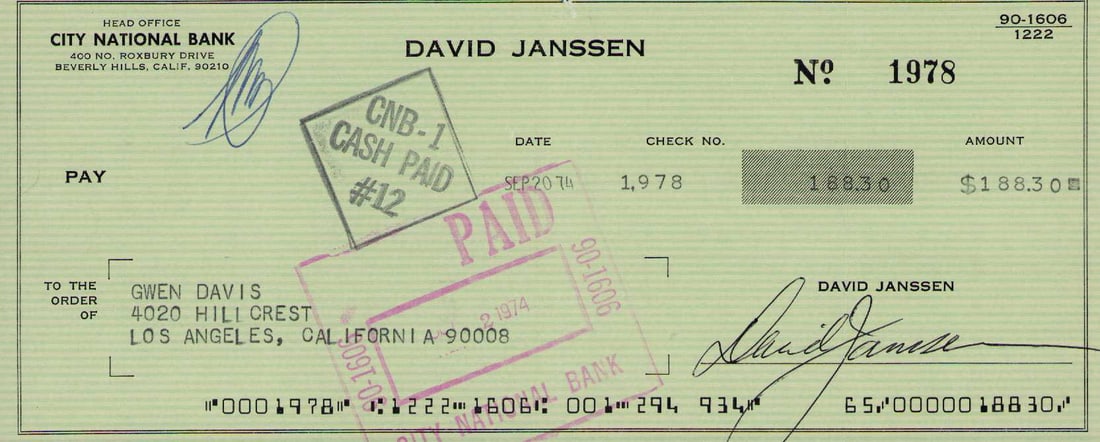 HEAD OFFICE
CITY NATIONAL BANK
400 NO. ROXBURY DRIVE
BEVERLY HILLS, CALIF. 90210
DAVID JANSSEN
90-1606
1222
Nº 1978
CNB-1
CASH PAID
#12
DATE CHECK NO. AMOUNT
PAY SEP 20 74 1,978 188.30 $188.30
PAID
90-1606
2 1974
90-1606
CITY NATIONAL BANK
TO THE
ORDER
OF
GWEN DAVIS
4020 HILLCREST
LOS ANGELES, CALIFORNIA 90008
DAVID JANSSEN
David Janssen
⑈0001978⑈ ⑆1222⑉1606⑆ 001⑉294 934⑈ 65⑈0000018830⑈